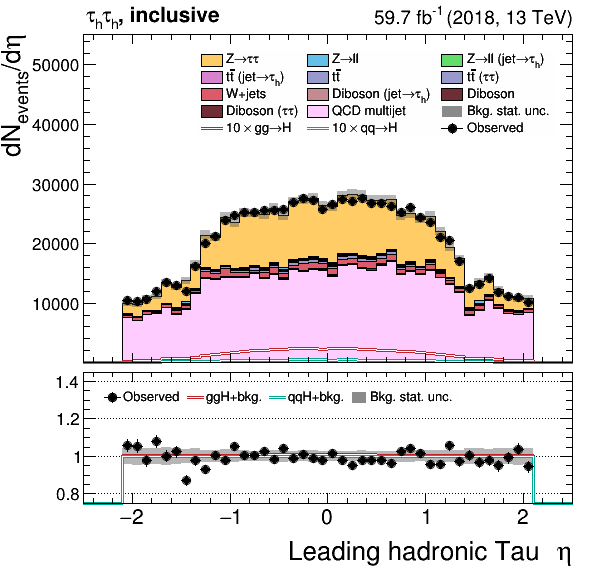 τhτh, inclusive 59.7 fb⁻¹ (2018, 13 TeV)
dNevents/dη
50000
40000
30000
20000
10000
Z→ττ Z→ll Z→ll (jet→τh)
tt̄ (jet→τh) tt̄ tt̄ (ττ)
W+jets Diboson (jet→τh) Diboson
Diboson (ττ) QCD multijet Bkg. stat. unc.
10 × gg→H 10 × qq→H Observed
1.4
1.2
1
0.8
Observed ggH+bkg. qqH+bkg. Bkg. stat. unc.
−2 −1 0 1 2
Leading hadronic Tau η